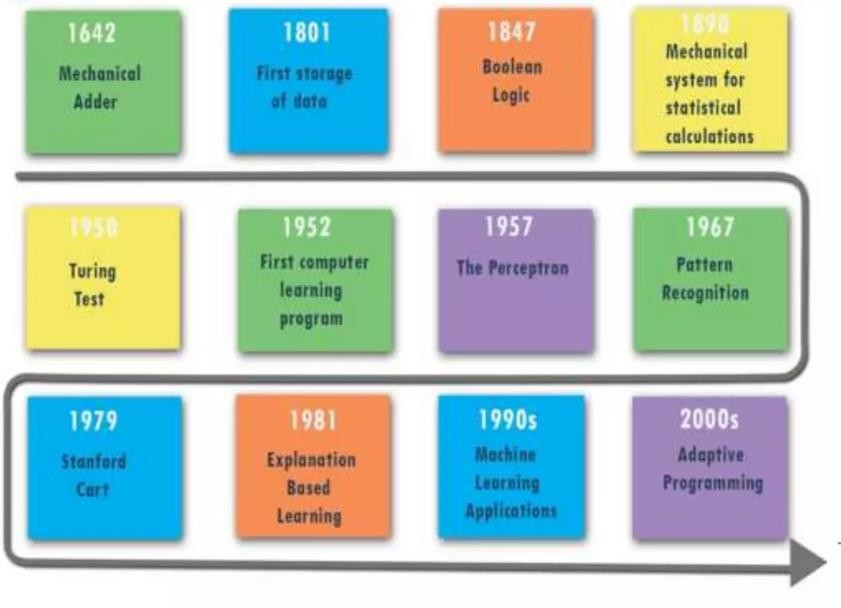 1642
Mechanical
Adder
1801
First storage
of data
1847
Boolean
Logic
1890
Mechanical
system for
statistical
calculations
1950
Turing
Test
1952
First computer
learning
program
1957
The Perceptron
1967
Pattern
Recognition
1979
Stanford
Cart
1981
Explanation
Based
Learning
1990s
Machine
Learning
Applications
2000s
Adaptive
Programming